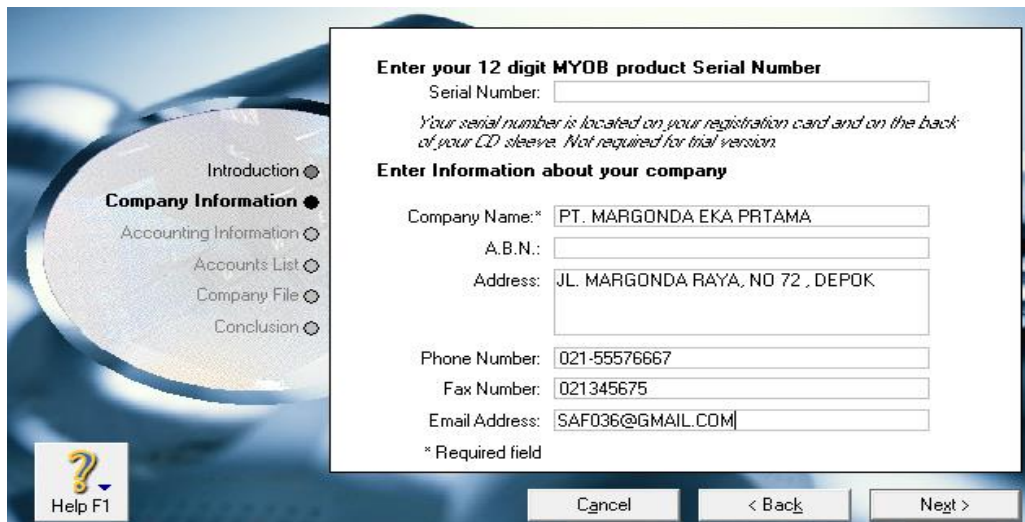 Enter your 12 digit MYOB product Serial Number
Serial Number:
Your serial number is located on your registration card and on the back
of your CD sleeve. Not required for trial version.
Introduction
Enter Information about your company
Company Information
Company Name:* PT. MARGONDA EKA PRTAMA
Accounting Information
A.B.N.:
Accounts List
Address: JL. MARGONDA RAYA, NO 72 , DEPOK
Company File
Conclusion
Phone Number: 021-55576667
Fax Number: 021345675
Email Address: SAF036@GMAIL.COM
* Required field
Help F1
Cancel
< Back
Next >